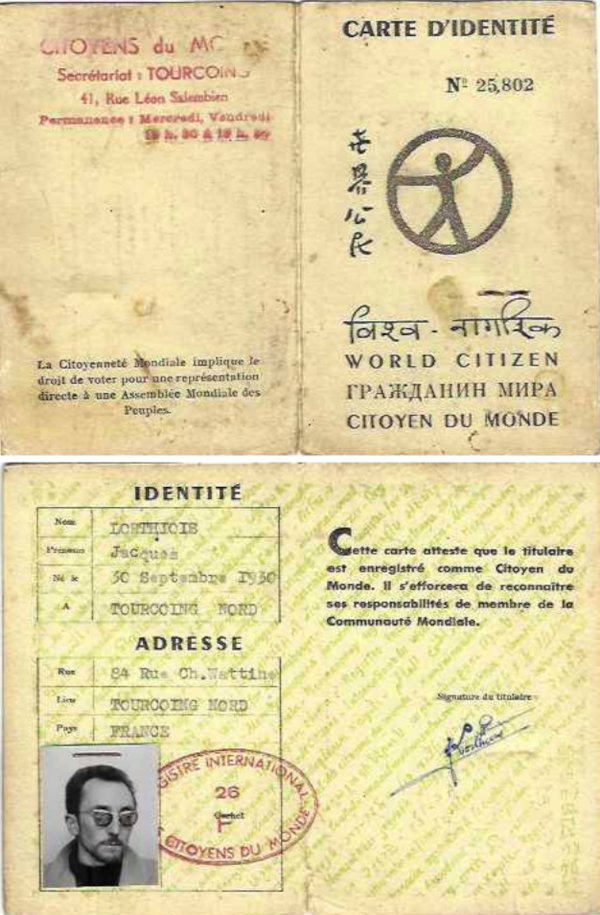 CITOYENS du MONDE
Secrétariat : TOURCOING
41, Rue Léon Salembien
Permanence : Mercredi, Vendredi
La Citoyenneté Mondiale implique le
droit de voter pour une représentation
directe à une Assemblée Mondiale des
Peuples.
CARTE D'IDENTITÉ
Nº 25,802
世界公民
विश्व-नागरिक
WORLD CITIZEN
ГРАЖДАНИН МИРА
CITOYEN DU MONDE
IDENTITÉ
Nom LORTHIOIS
Prénoms Jacques
Né le 30 Septembre 1930
A TOURCOING NORD
ADRESSE
Rue 84 Rue Ch.Wattine
Lieu TOURCOING NORD
Pays FRANCE
REGISTRE INTERNATIONAL
26
Cachet
F
CITOYENS DU MONDE
Cette carte atteste que le titulaire
est enregistré comme Citoyen du
Monde. Il s'efforcera de reconnaître
ses responsabilités de membre de la
Communauté Mondiale.
Signature du titulaire